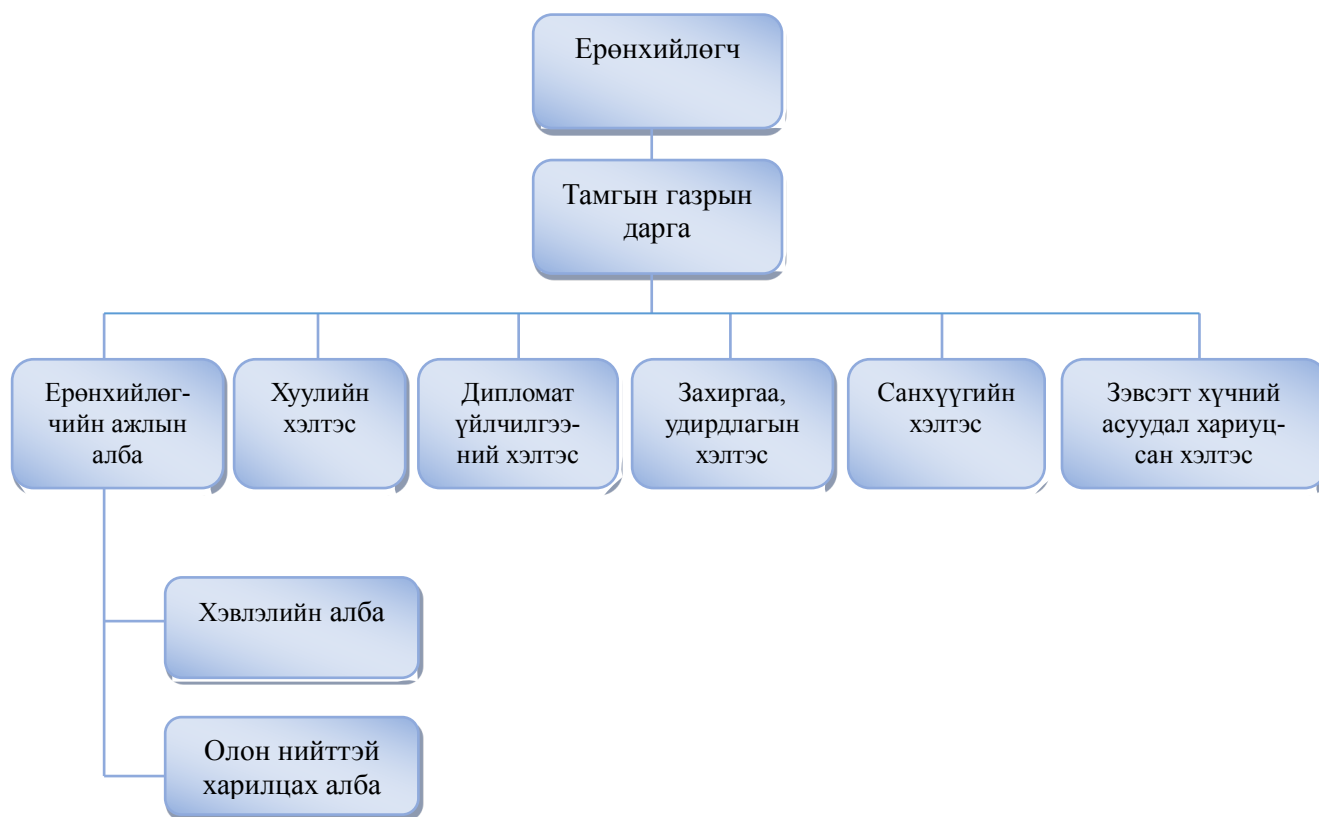 Ерөнхийлөгч
Тамгын газрын
дарга
Ерөнхийлөг-
чийн ажлын
алба
Хуулийн
хэлтэс
Дипломат
үйлчилгээ-
ний хэлтэс
Захиргаа,
удирдлагын
хэлтэс
Санхүүгийн
хэлтэс
Зэвсэгт хүчний
асуудал хариуц-
сан хэлтэс
Хэвлэлийн алба
Олон нийттэй
харилцах алба